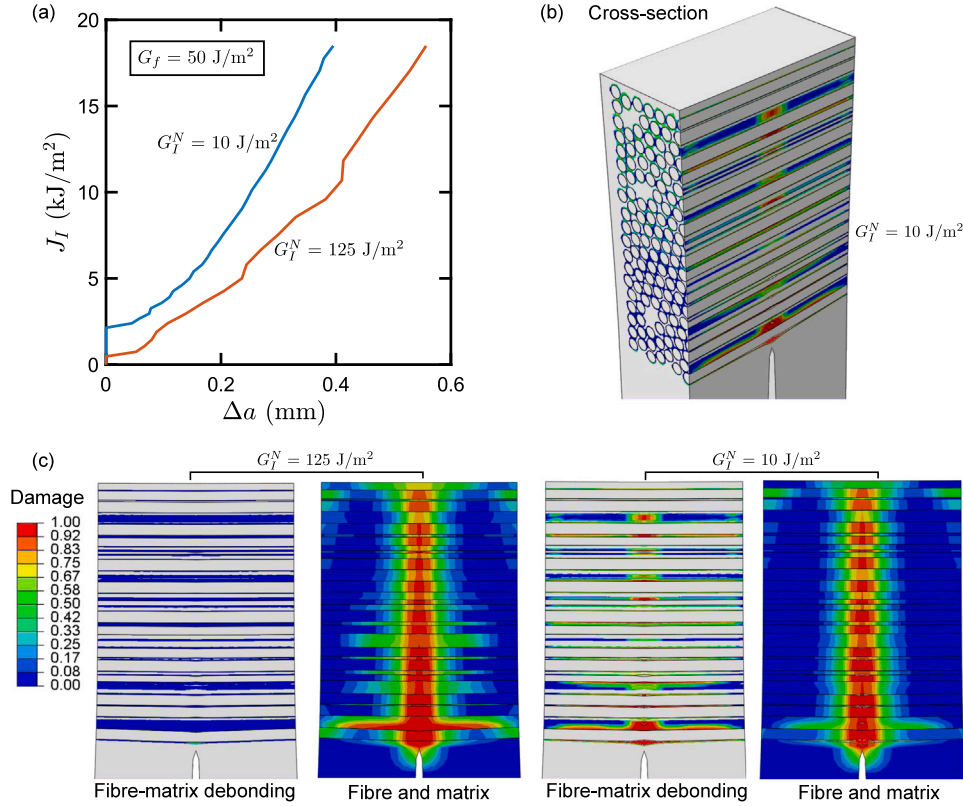 (a)
20
15
10
5
0
J_I (kJ/m²)
G_f = 50 J/m²
G_I^N = 10 J/m²
G_I^N = 125 J/m²
0
0.2
0.4
0.6
Δa (mm)
(b) Cross-section
G_I^N = 10 J/m²
(c)
G_I^N = 125 J/m²
G_I^N = 10 J/m²
Damage
1.00
0.92
0.83
0.75
0.67
0.58
0.50
0.42
0.33
0.25
0.17
0.08
0.00
Fibre-matrix debonding
Fibre and matrix
Fibre-matrix debonding
Fibre and matrix